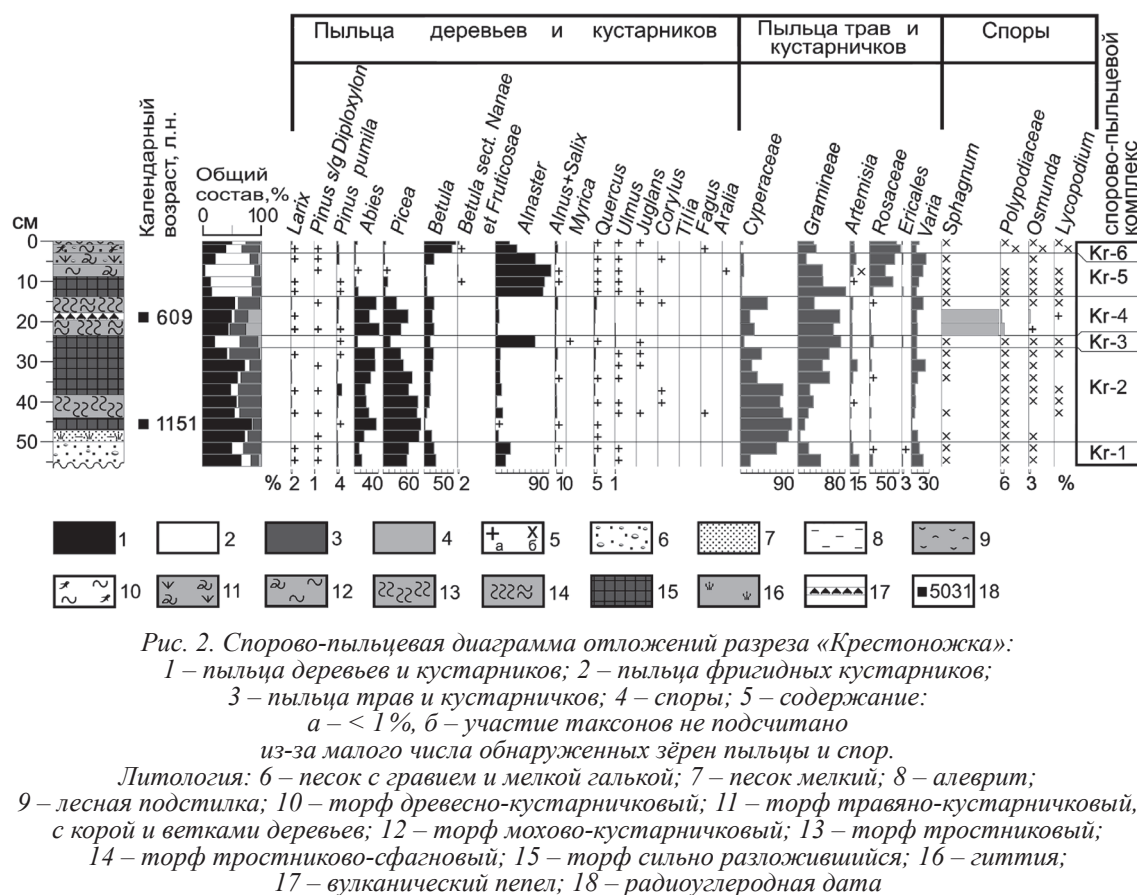 Пыльца деревьев и кустарников
Пыльца трав и кустарничков
Споры
спорово-пыльцевой комплекс
Календарный возраст, л.н.
Общий состав,%
0 100
Larix
Pinus s/g Diploxylon
Pinus pumila
Abies
Picea
Betula
Betula sect. Nanae et Fruticosae
Alnaster
Alnus+Salix
Myrica
Quercus
Ulmus
Juglans
Corylus
Tilia
Fagus
Aralia
Cyperaceae
Gramineae
Artemisia
Rosaceae
Ericales
Varia
Sphagnum
Polypodiaceae
Osmunda
Lycopodium
см
0
10
20
30
40
50
609
1151
Kr-6
Kr-5
Kr-4
Kr-3
Kr-2
Kr-1
% 2 1 4 40 60 50 2 90 10 5 1 90 80 15 50 3 30 6 3 %
1 2 3 4 + а х б 5 6 7 8 9
10 11 12 13 14 15 16 17 5031 18
Рис. 2. Спорово-пыльцевая диаграмма отложений разреза «Крестоножка»:
1 – пыльца деревьев и кустарников; 2 – пыльца фригидных кустарников;
3 – пыльца трав и кустарничков; 4 – споры; 5 – содержание:
а – < 1%, б – участие таксонов не подсчитано
из-за малого числа обнаруженных зёрен пыльцы и спор.
Литология: 6 – песок с гравием и мелкой галькой; 7 – песок мелкий; 8 – алеврит;
9 – лесная подстилка; 10 – торф древесно-кустарничковый; 11 – торф травяно-кустарничковый,
с корой и ветками деревьев; 12 – торф мохово-кустарничковый; 13 – торф тростниковый;
14 – торф тростниково-сфагновый; 15 – торф сильно разложившийся; 16 – гиттия;
17 – вулканический пепел; 18 – радиоуглеродная дата